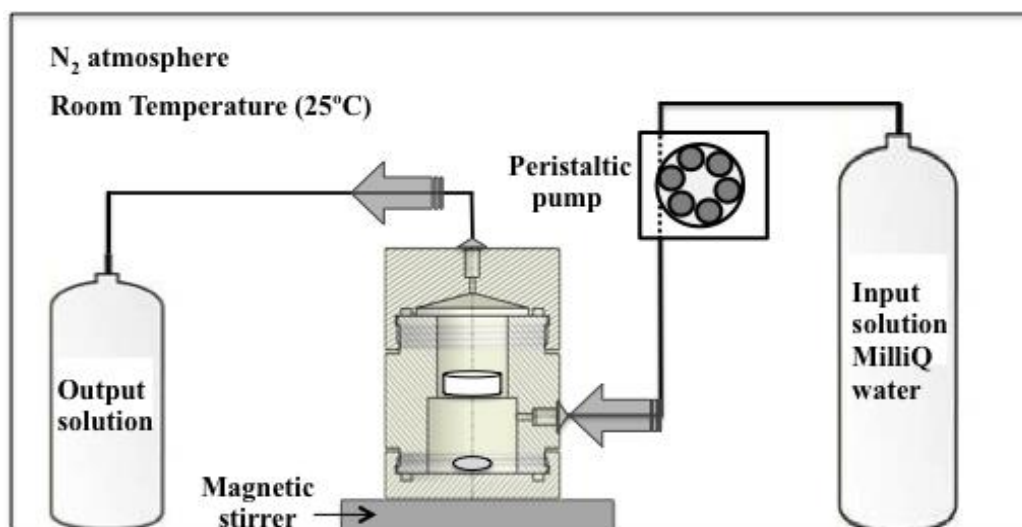 N₂ atmosphere
Room Temperature (25ºC)
Peristaltic
pump
Input
solution
MilliQ
water
Output
solution
Magnetic
stirrer